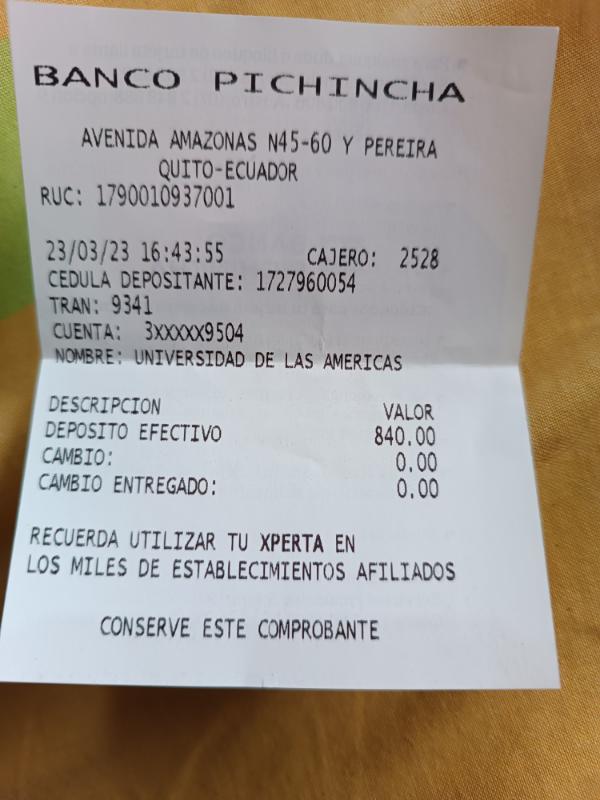 BANCO PICHINCHA
AVENIDA AMAZONAS N45-60 Y PEREIRA
QUITO-ECUADOR
RUC: 1790010937001
23/03/23 16:43:55 CAJERO: 2528
CEDULA DEPOSITANTE: 1727960054
TRAN: 9341
CUENTA: 3XXXXX9504
NOMBRE: UNIVERSIDAD DE LAS AMERICAS
DESCRIPCION VALOR
DEPOSITO EFECTIVO 840.00
CAMBIO: 0.00
CAMBIO ENTREGADO: 0.00
RECUERDA UTILIZAR TU XPERTA EN
LOS MILES DE ESTABLECIMIENTOS AFILIADOS
CONSERVE ESTE COMPROBANTE